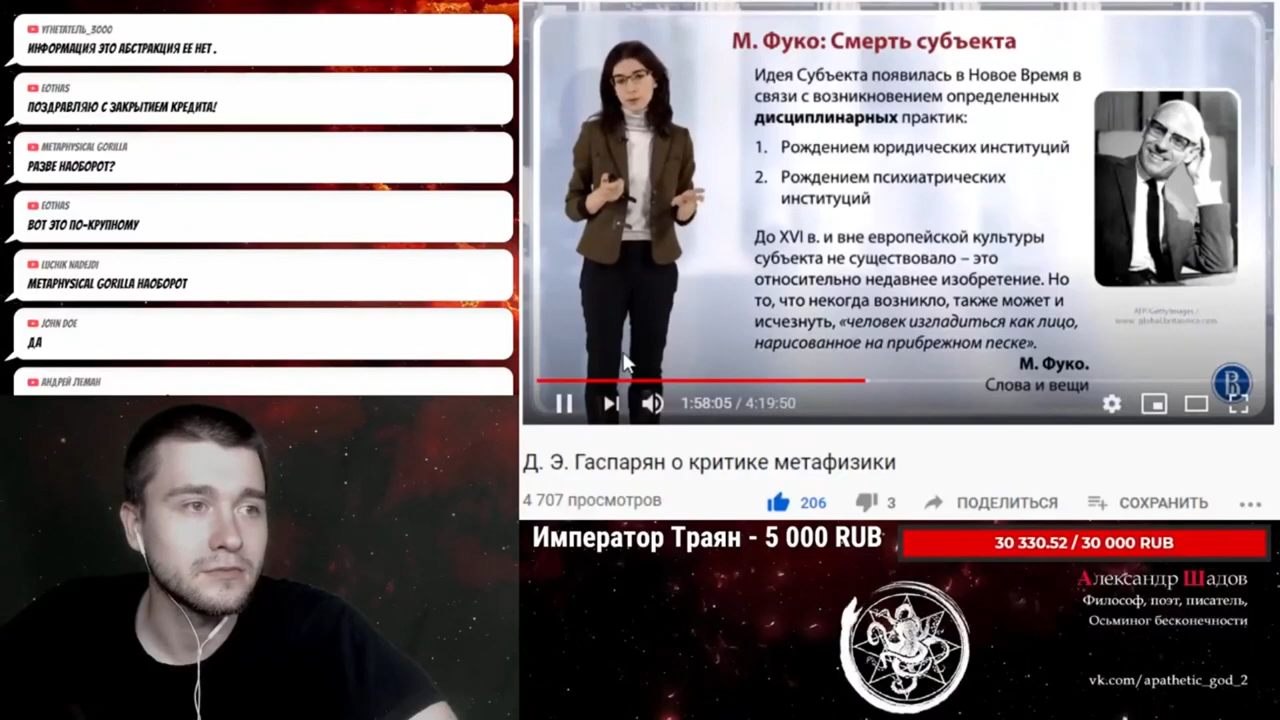 УГНЕТАТЕЛЬ_3000
ИНФОРМАЦИЯ ЭТО АБСТРАКЦИЯ ЕЕ НЕТ .
EOTHAS
ПОЗДРАВЛЯЮ С ЗАКРЫТИЕМ КРЕДИТА!
METAPHYSICAL GORILLA
РАЗВЕ НАОБОРОТ?
EOTHAS
ВОТ ЭТО ПО-КРУПНОМУ
LUCHIK NADEJDI
METAPHYSICAL GORILLA НАОБОРОТ
JOHN DOE
ДА
АНДРЕЙ ЛЕМАН
М. Фуко: Смерть субъекта
Идея Субъекта появилась в Новое Время в
связи с возникновением определенных
дисциплинарных практик:
1. Рождением юридических институций
2. Рождением психиатрических
институций
До XVI в. и вне европейской культуры
субъекта не существовало – это
относительно недавнее изобретение. Но
то, что некогда возникло, также может и
исчезнуть, «человек изгладиться как лицо,
нарисованное на прибрежном песке».
М. Фуко.
Слова и вещи
AFP/Getty Images /
1:58:05 / 4:19:50
Д. Э. Гаспарян о критике метафизики
4 707 просмотров
206
3
ПОДЕЛИТЬСЯ
СОХРАНИТЬ
Император Траян - 5 000 RUB
30 330.52 / 30 000 RUB
Александр Шадов
Философ, поэт, писатель,
Осьминог бесконечности
vk.com/apathetic_god_2